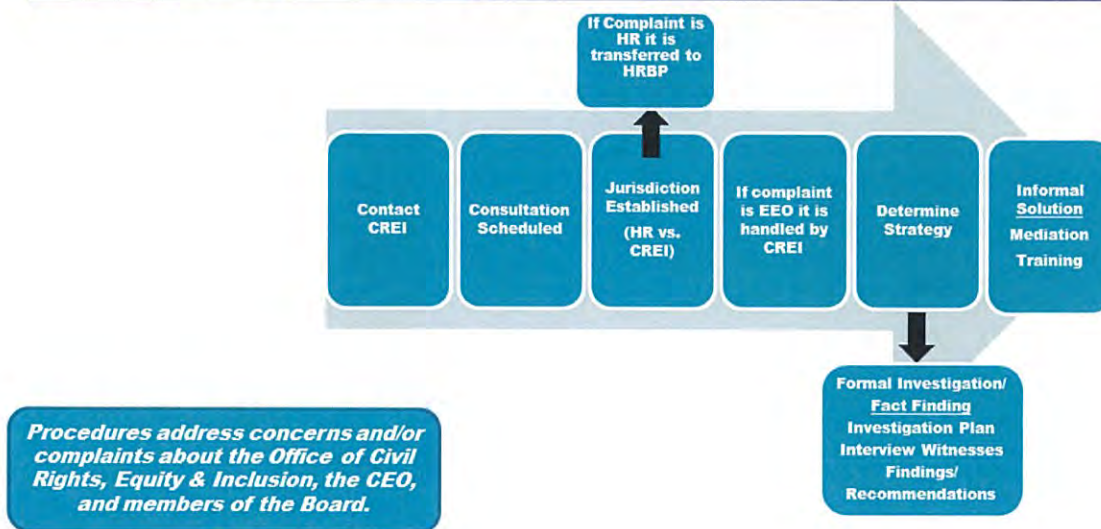 If Complaint is
HR it is
transferred to
HRBP
Contact
CREI
Consultation
Scheduled
Jurisdiction
Established
(HR vs.
CREI)
If complaint
is EEO it is
handled by
CREI
Determine
Strategy
Informal
Solution
Mediation
Training
Formal Investigation/
Fact Finding
Investigation Plan
Interview Witnesses
Findings/
Recommendations
Procedures address concerns and/or
complaints about the Office of Civil
Rights, Equity & Inclusion, the CEO,
and members of the Board.